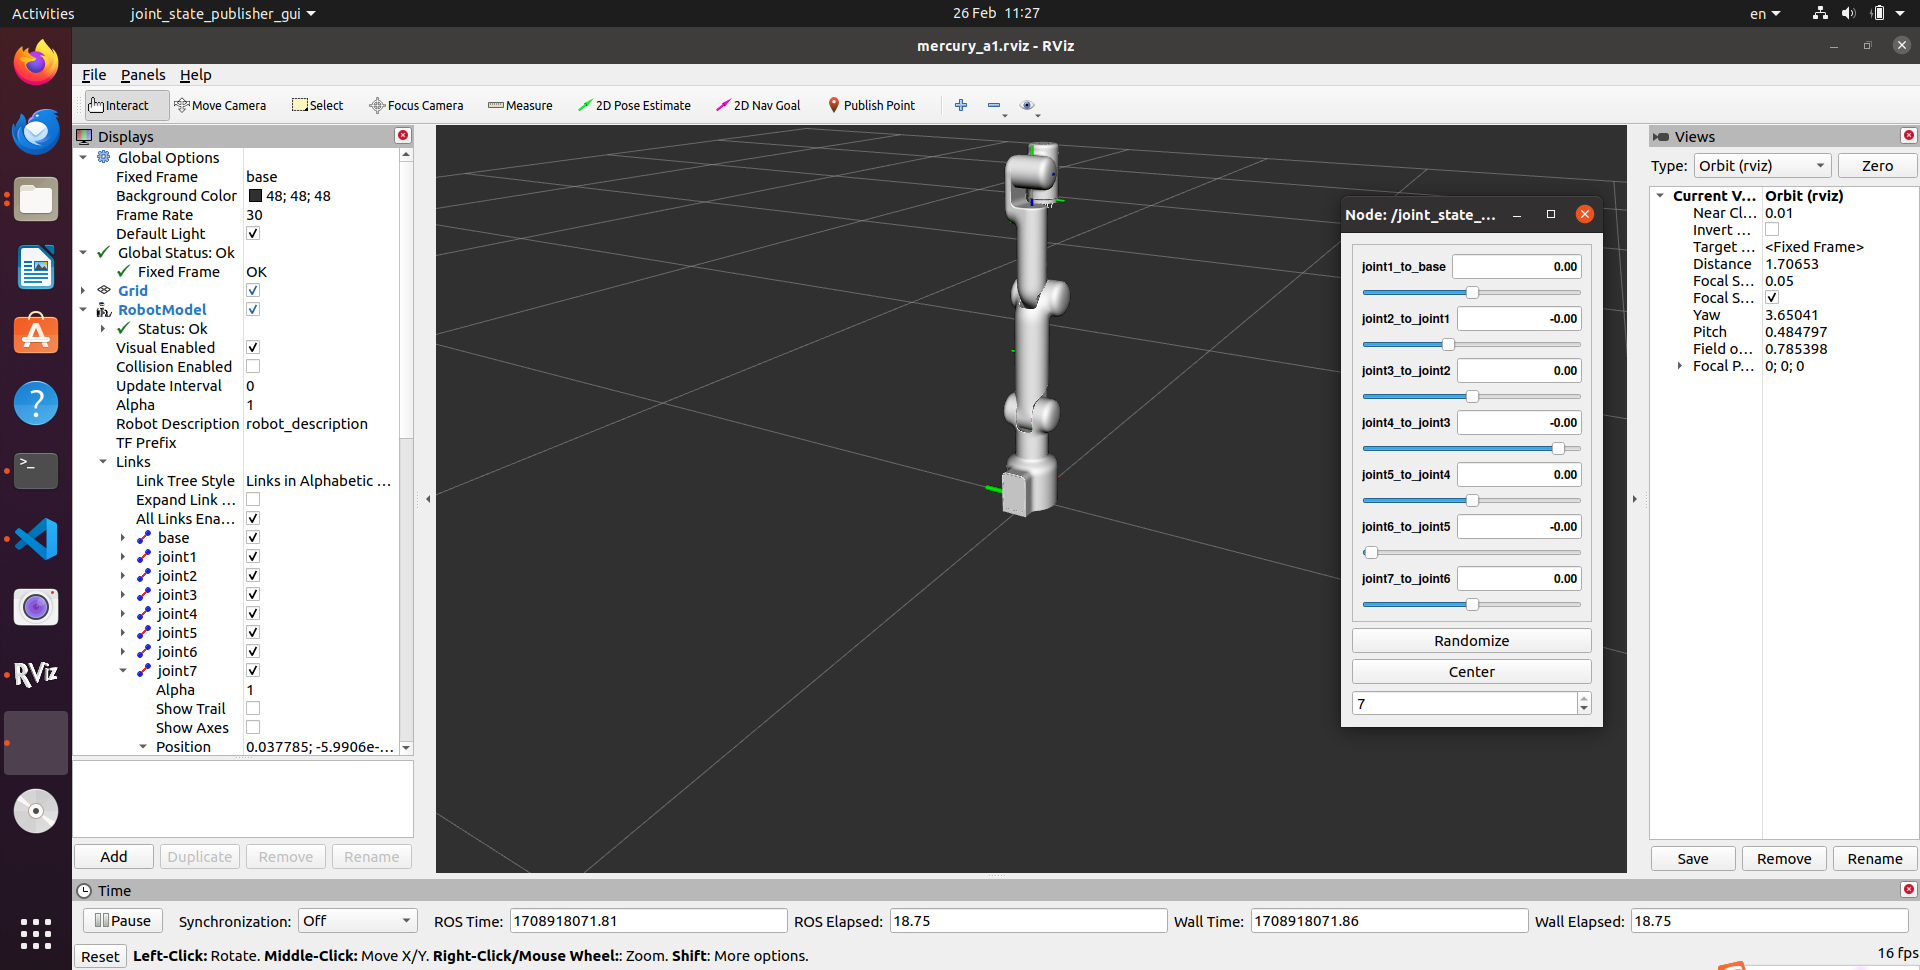 Activities
joint_state_publisher_gui
26 Feb 11:27
en
mercury_a1.rviz - RViz
File Panels Help
Interact Move Camera Select Focus Camera Measure 2D Pose Estimate 2D Nav Goal Publish Point
Displays
Global Options
Fixed Frame base
Background Color 48; 48; 48
Frame Rate 30
Default Light
Global Status: Ok
Fixed Frame OK
Grid
RobotModel
Status: Ok
Visual Enabled
Collision Enabled
Update Interval 0
Alpha 1
Robot Description robot_description
TF Prefix
Links
Link Tree Style Links in Alphabetic ...
Expand Link ...
All Links Ena...
base
joint1
joint2
joint3
joint4
joint5
joint6
joint7
Alpha 1
Show Trail
Show Axes
Position 0.037785; -5.9906e-...
Add Duplicate Remove Rename
Node: /joint_state_...
joint1_to_base 0.00
joint2_to_joint1 -0.00
joint3_to_joint2 0.00
joint4_to_joint3 -0.00
joint5_to_joint4 0.00
joint6_to_joint5 -0.00
joint7_to_joint6 0.00
Randomize
Center
7
Views
Type: Orbit (rviz) Zero
Current V... Orbit (rviz)
Near Cl... 0.01
Invert ...
Target ... <Fixed Frame>
Distance 1.70653
Focal S... 0.05
Focal S...
Yaw 3.65041
Pitch 0.484797
Field o... 0.785398
Focal P... 0; 0; 0
Save Remove Rename
RViz
Time
Pause Synchronization: Off ROS Time: 1708918071.81 ROS Elapsed: 18.75 Wall Time: 1708918071.86 Wall Elapsed: 18.75
Reset Left-Click: Rotate. Middle-Click: Move X/Y. Right-Click/Mouse Wheel:: Zoom. Shift: More options.
16 fps